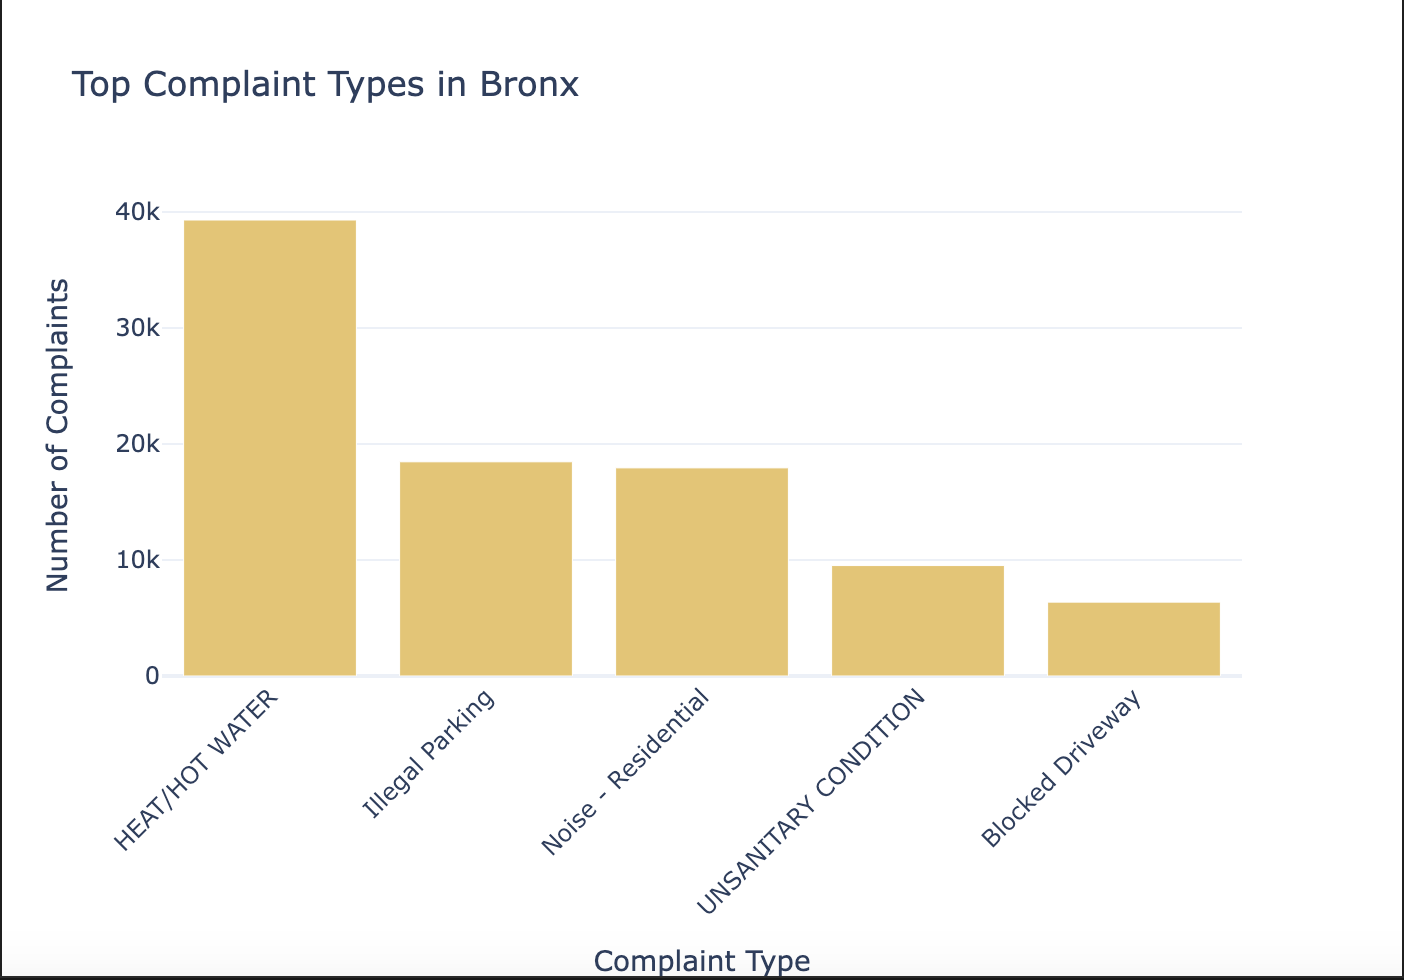 Top Complaint Types in Bronx
40k
30k
20k
10k
0
Number of Complaints
HEAT/HOT WATER
Illegal Parking
Noise - Residential
UNSANITARY CONDITION
Blocked Driveway
Complaint Type